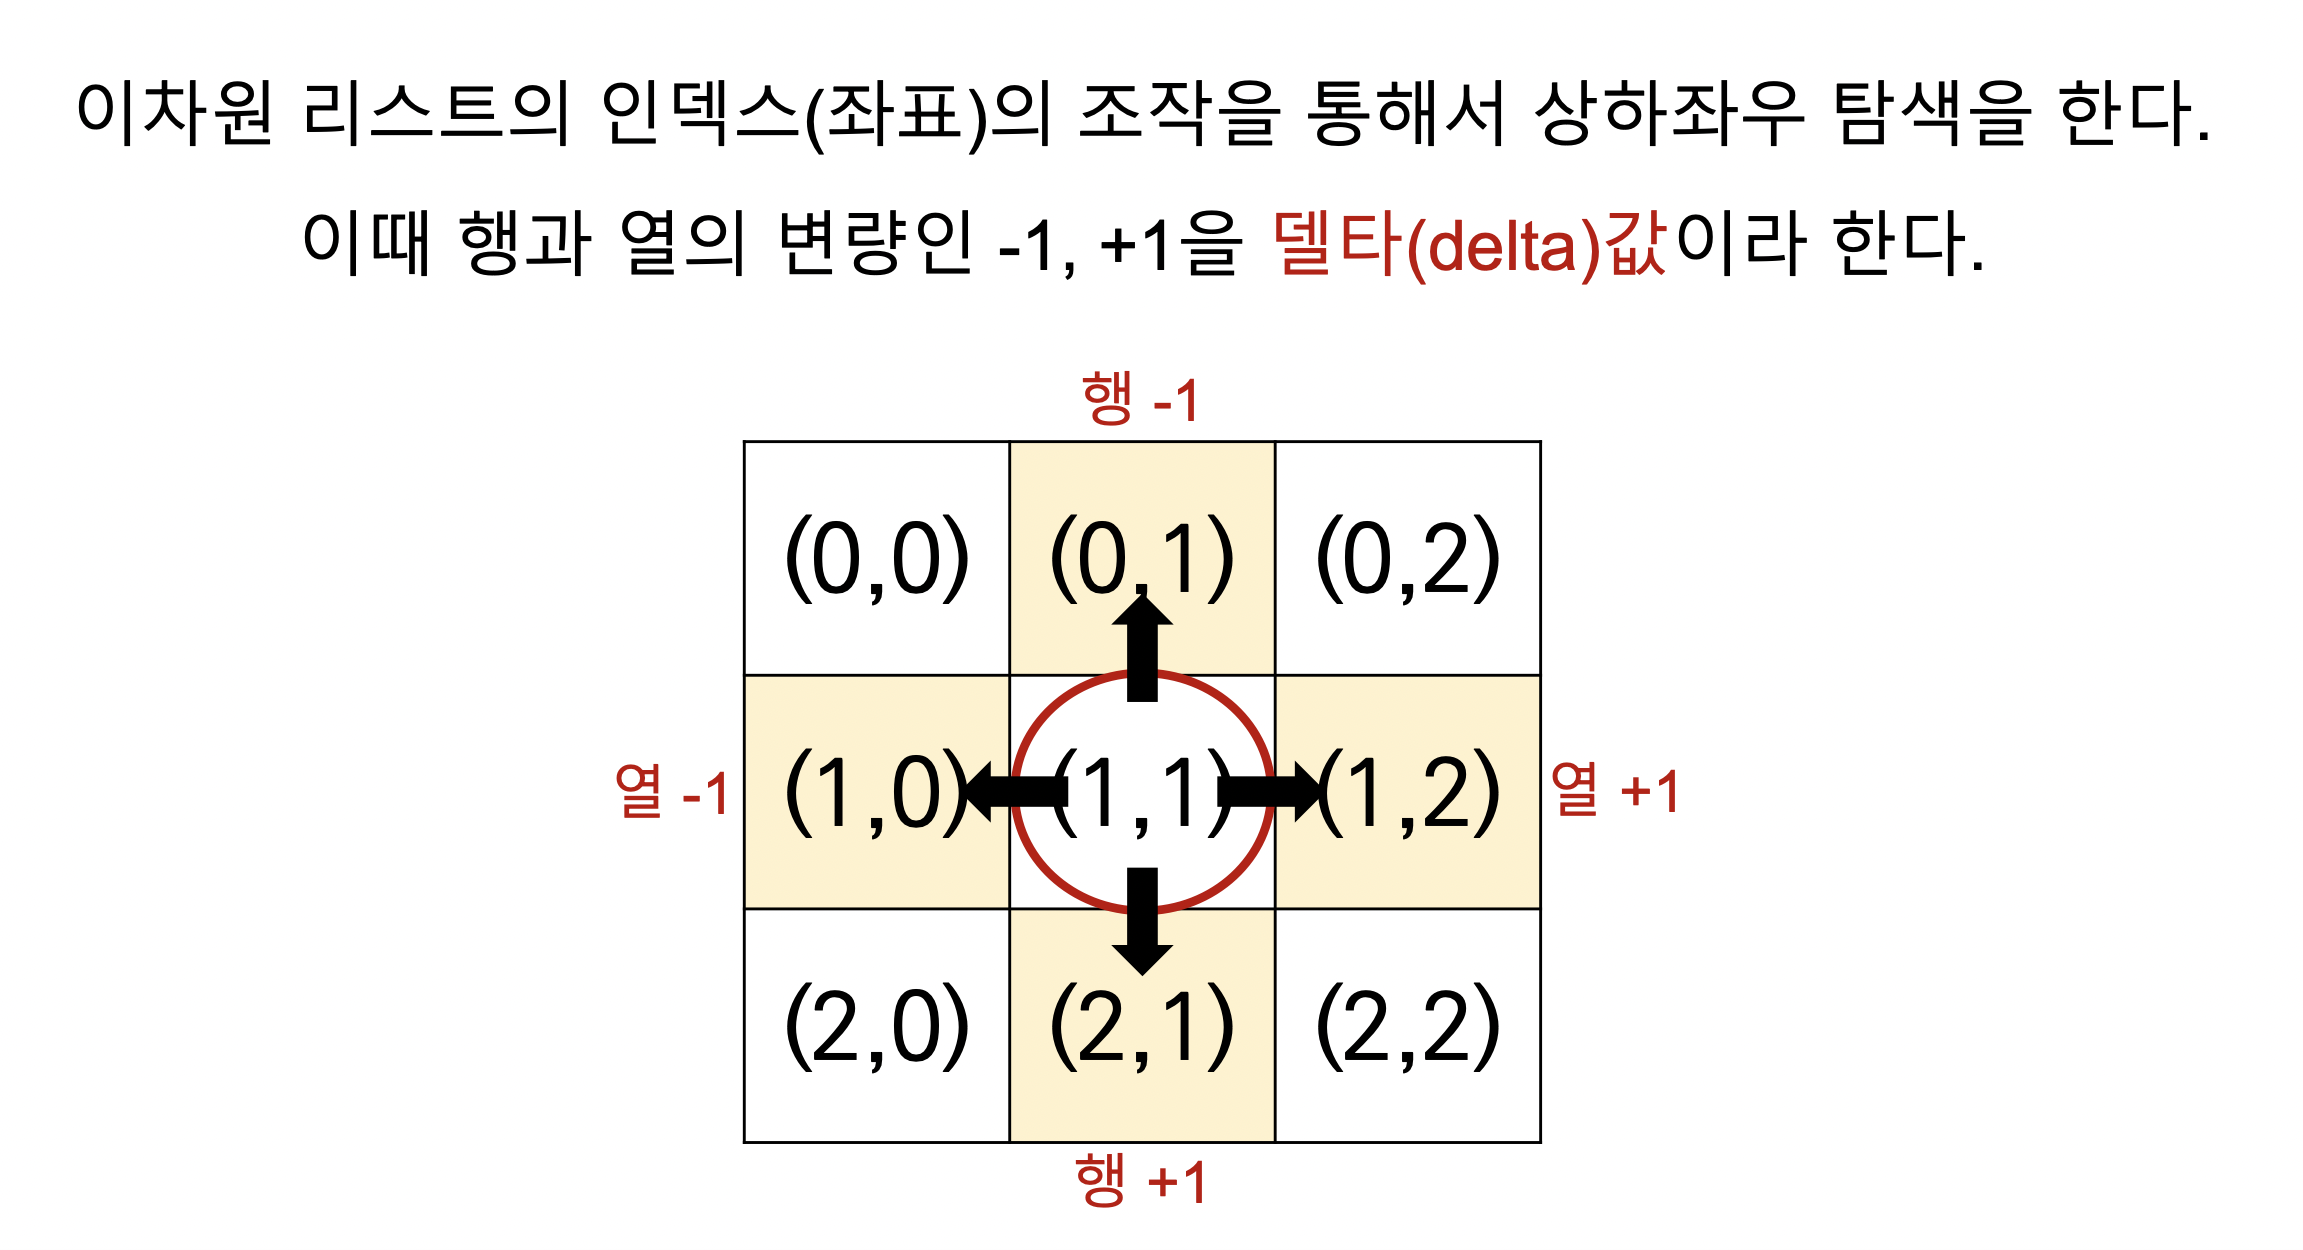 이차원 리스트의 인덱스(좌표)의 조작을 통해서 상하좌우 탐색을 한다.
이때 행과 열의 변량인 -1, +1을 델타(delta)값이라 한다.
행 -1
(0,0) (0,1) (0,2)
열 -1 (1,0) (1,1) (1,2) 열 +1
(2,0) (2,1) (2,2)
행 +1